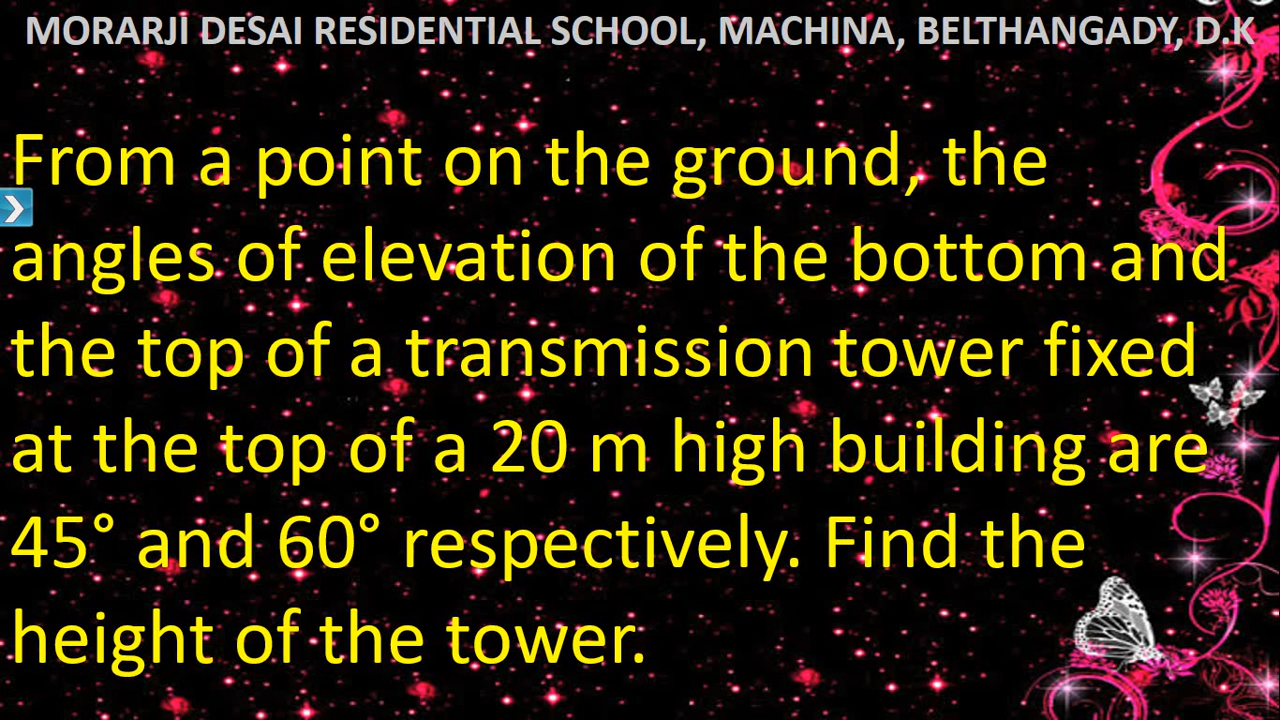 MORARJI DESAI RESIDENTIAL SCHOOL, MACHINA, BELTHANGADY, D.K
From a point on the ground, the
angles of elevation of the bottom and
the top of a transmission tower fixed
at the top of a 20 m high building are
45° and 60° respectively. Find the
height of the tower.